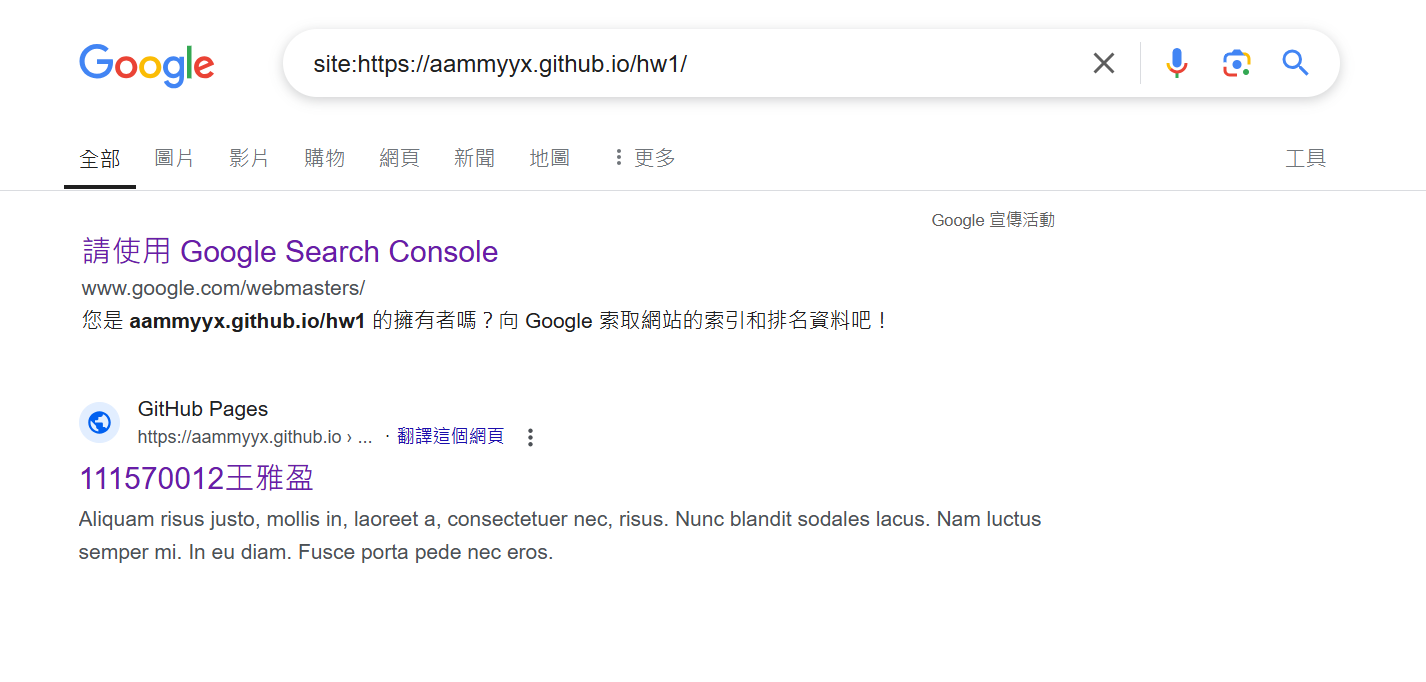 Google
site:https://aammyyx.github.io/hw1/
全部 圖片 影片 購物 網頁 新聞 地圖 更多 工具
Google 宣傳活動
請使用 Google Search Console
www.google.com/webmasters/
您是 aammyyx.github.io/hw1 的擁有者嗎？向 Google 索取網站的索引和排名資料吧！
GitHub Pages
https://aammyyx.github.io › ... · 翻譯這個網頁
111570012王雅盈
Aliquam risus justo, mollis in, laoreet a, consectetuer nec, risus. Nunc blandit sodales lacus. Nam luctus
semper mi. In eu diam. Fusce porta pede nec eros.